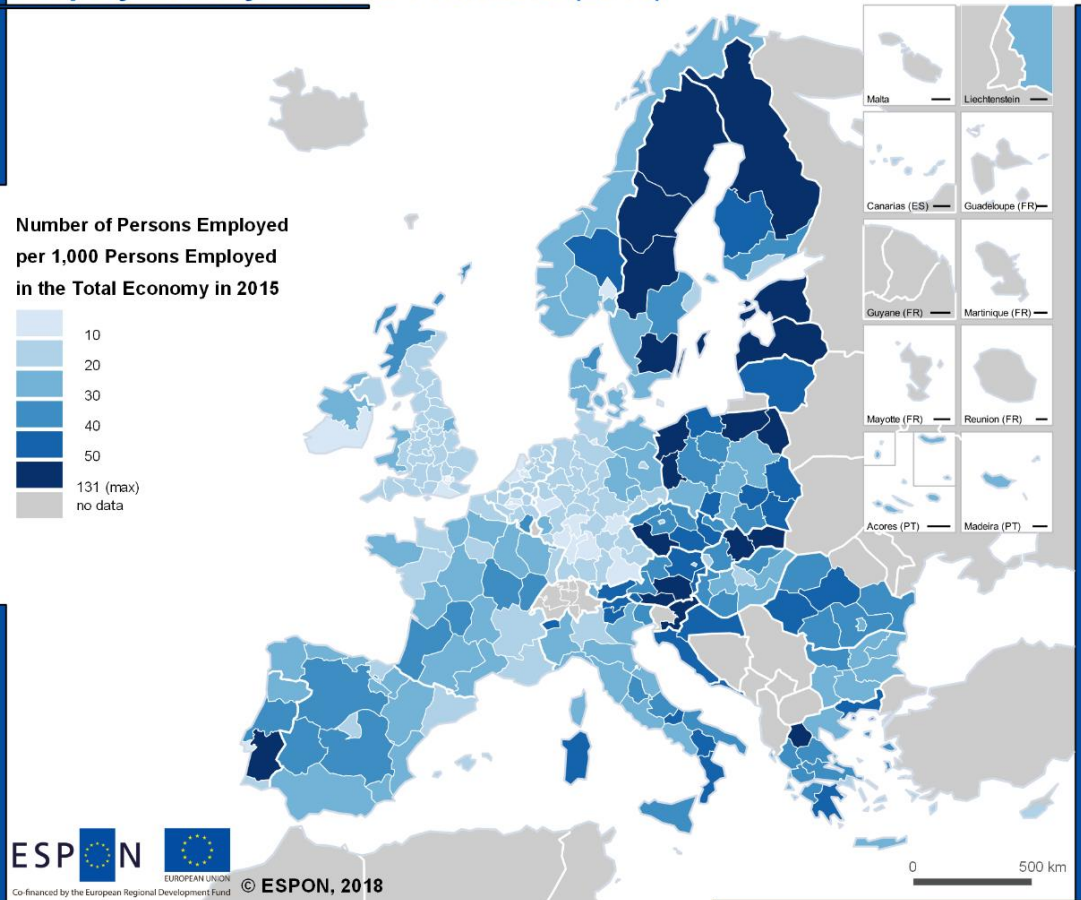 Number of Persons Employed
per 1,000 Persons Employed
in the Total Economy in 2015
10
20
30
40
50
131 (max)
no data
Malta
Liechtenstein
Canarias (ES)
Guadeloupe (FR)
Guyane (FR)
Martinique (FR)
Mayotte (FR)
Reunion (FR)
Acores (PT)
Madeira (PT)
ESPON
EUROPEAN UNION
Co-financed by the European Regional Development Fund
© ESPON, 2018
0 500 km